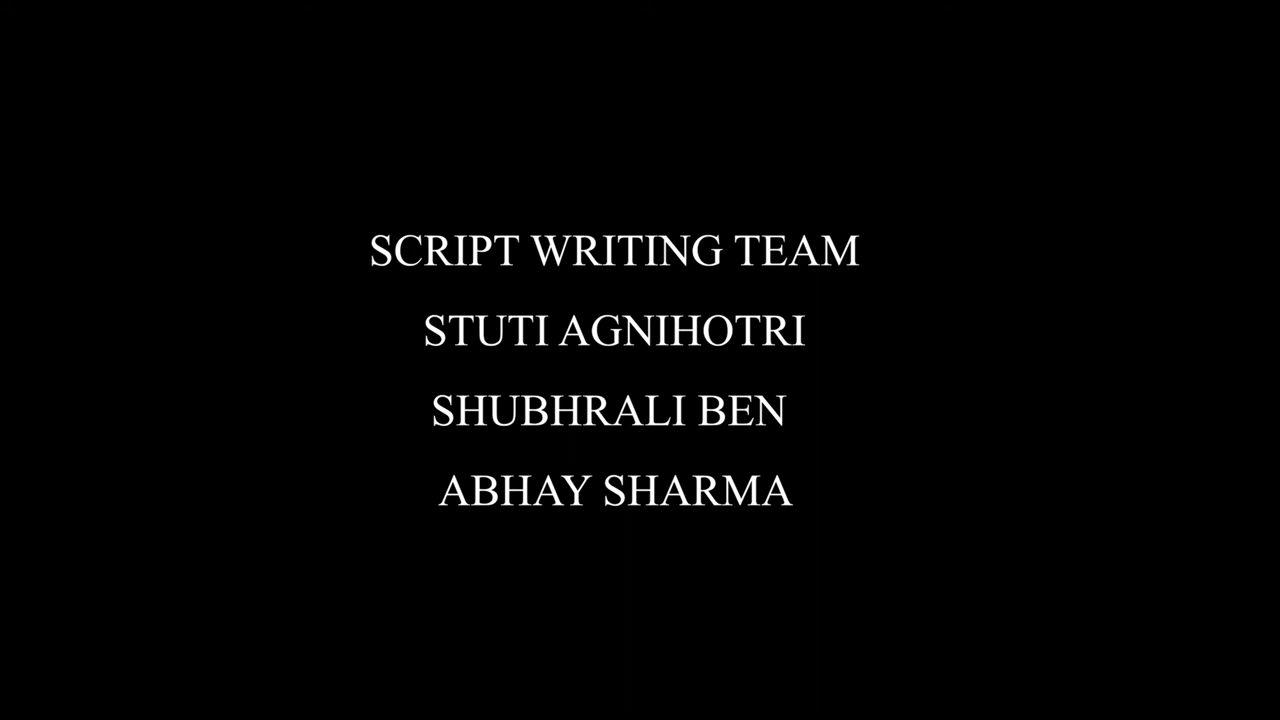 SCRIPT WRITING TEAM
STUTI AGNIHOTRI
SHUBHRALI BEN
ABHAY SHARMA